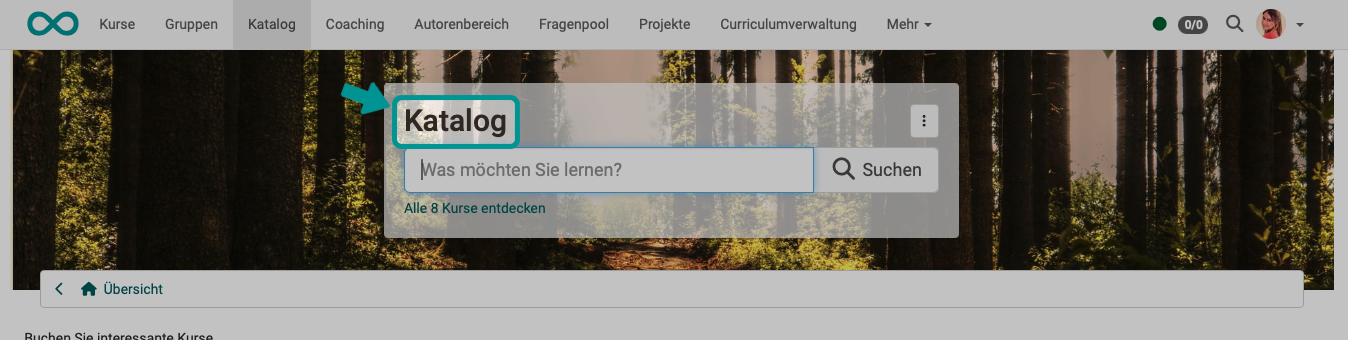 Kurse Gruppen Katalog Coaching Autorenbereich Fragenpool Projekte Curriculumverwaltung Mehr 0/0
Katalog
Was möchten Sie lernen? Suchen
Alle 8 Kurse entdecken
Übersicht
Buchen Sie interessante Kurse